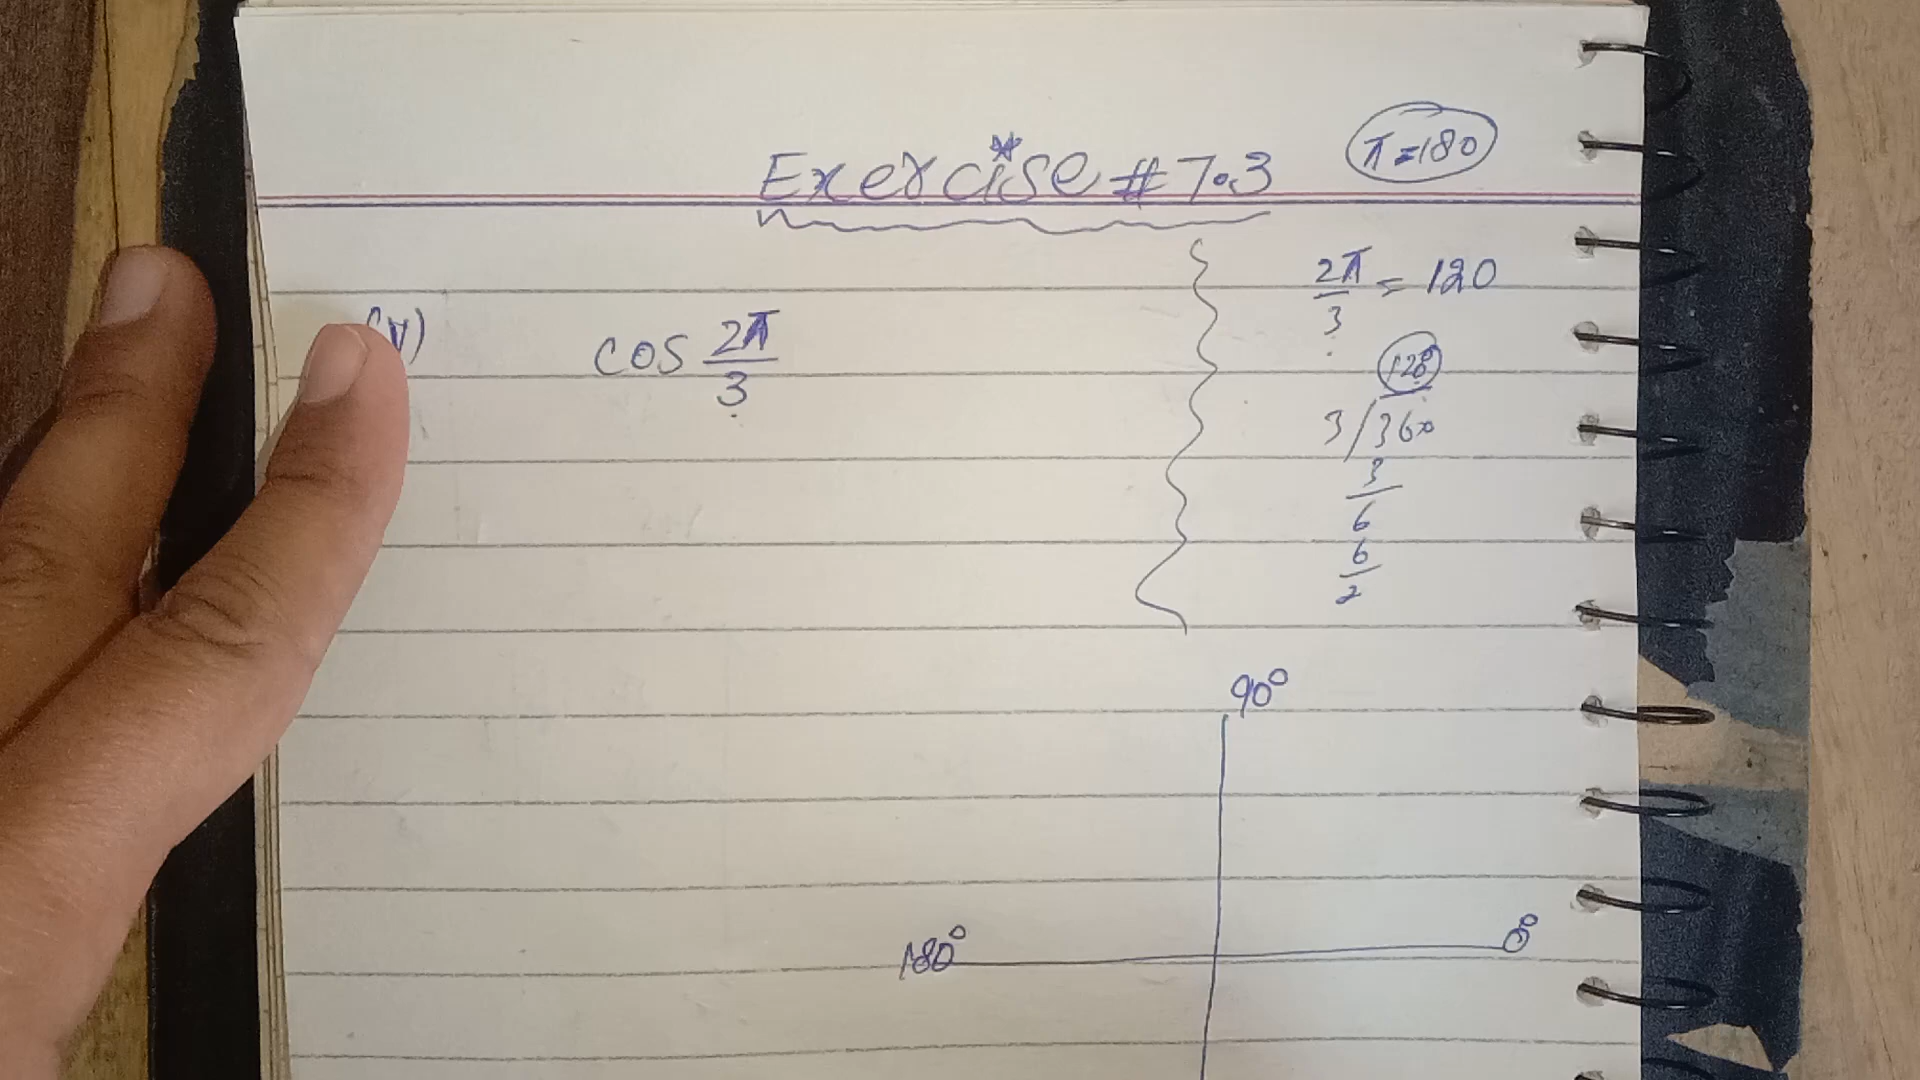 Exercise # 7.3
π = 180
(v) cos 2π/3
2π/3 = 120
120
3/360
3
6
6
2
90°
180°
0°